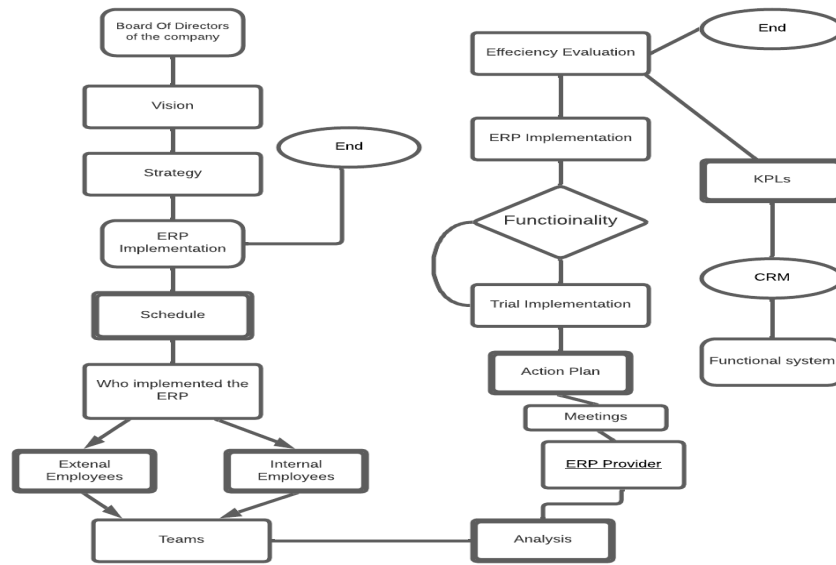 Board Of Directors
of the company
Vision
Strategy
End
ERP
Implementation
Schedule
Who implemented the
ERP
Extenal
Employees
Internal
Employees
Teams
Effeciency Evaluation
End
ERP Implementation
KPLs
Functioinality
CRM
Trial Implementation
Functional system
Action Plan
Meetings
ERP Provider
Analysis